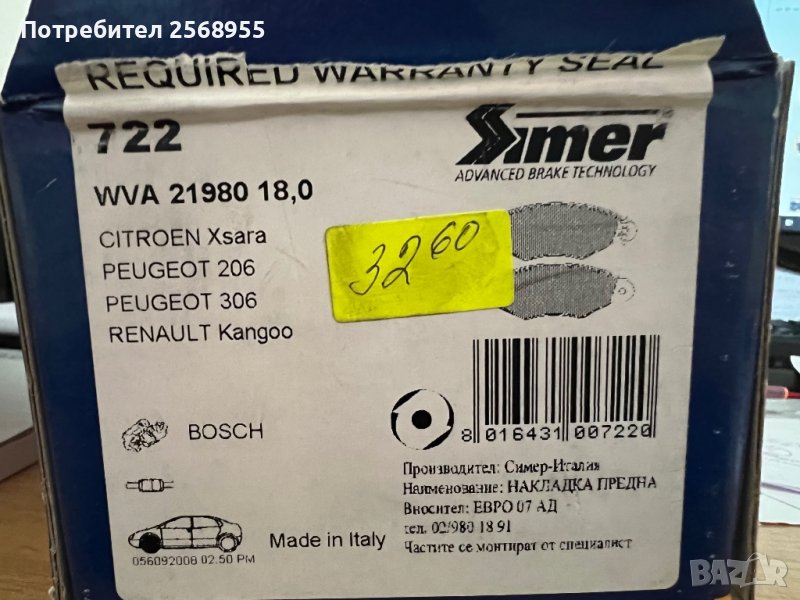 Потребител 2568955
REQUIRED WARRANTY SEAL
722
Simer®
ADVANCED BRAKE TECHNOLOGY
WVA 21980 18,0
CITROEN Xsara
PEUGEOT 206
PEUGEOT 306
RENAULT Kangoo
32 60
BOSCH
8 016431 007220
Производител: Симер-Италия
Наименование: НАКЛАДКА ПРЕДНА
Вносител: ЕВРО 07 АД
тел. 02/980 18 91
Частите се монтират от специалист
Made in Italy
056092008 02.50 PM
BAZAR